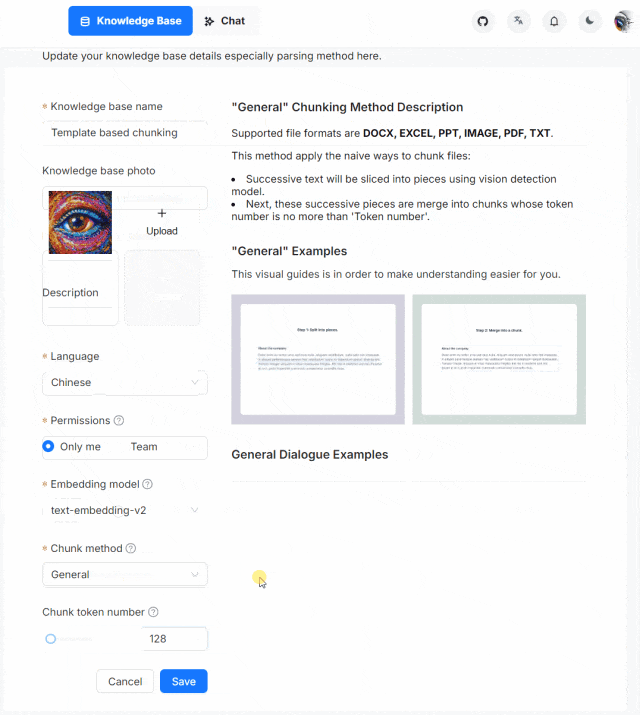 Knowledge Base
Chat
Update your knowledge base details especially parsing method here.
* Knowledge base name
Template based chunking
Knowledge base photo
+
Upload
Description
* Language
Chinese
* Permissions ?
Only me
Team
* Embedding model ?
text-embedding-v2
* Chunk method ?
General
Chunk token number ?
128
Cancel
Save
"General" Chunking Method Description
Supported file formats are DOCX, EXCEL, PPT, IMAGE, PDF, TXT.
This method apply the naive ways to chunk files:
• Successive text will be sliced into pieces using vision detection
model.
• Next, these successive pieces are merge into chunks whose token
number is no more than 'Token number'.
"General" Examples
This visual guides is in order to make understanding easier for you.
Step 1: Split into pieces
About the company
Step 2: Merge into a chunk.
About the company
General Dialogue Examples